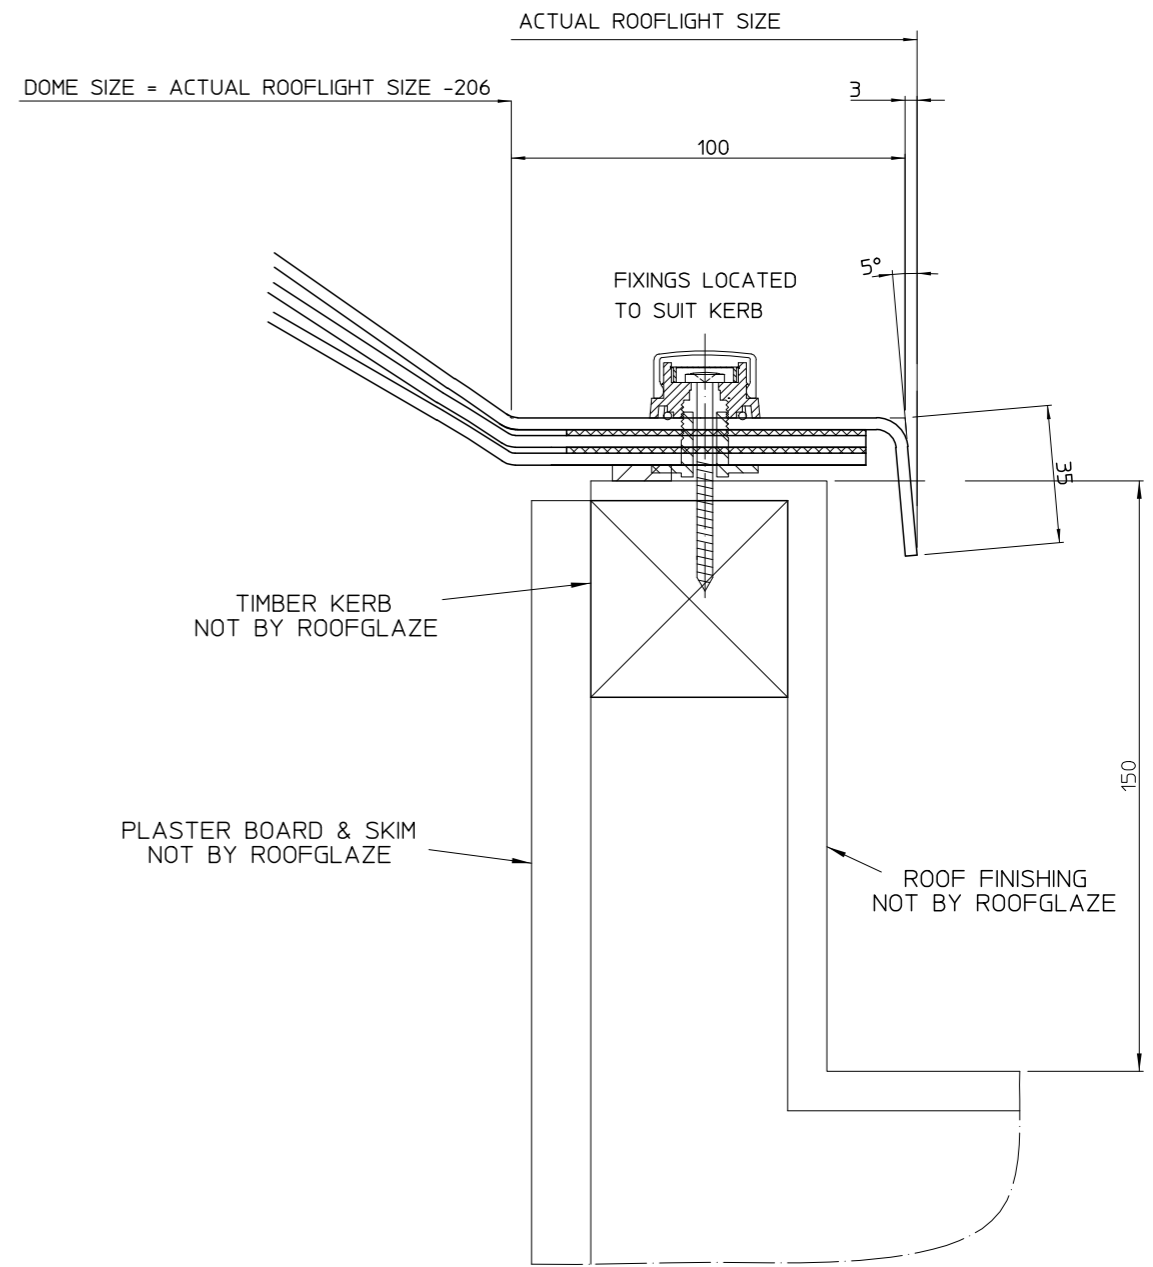 ACTUAL ROOFLIGHT SIZE
DOME SIZE = ACTUAL ROOFLIGHT SIZE -206
3
100
5°
FIXINGS LOCATED
TO SUIT KERB
35
TIMBER KERB
NOT BY ROOFGLAZE
150
PLASTER BOARD & SKIM
NOT BY ROOFGLAZE
ROOF FINISHING
NOT BY ROOFGLAZE